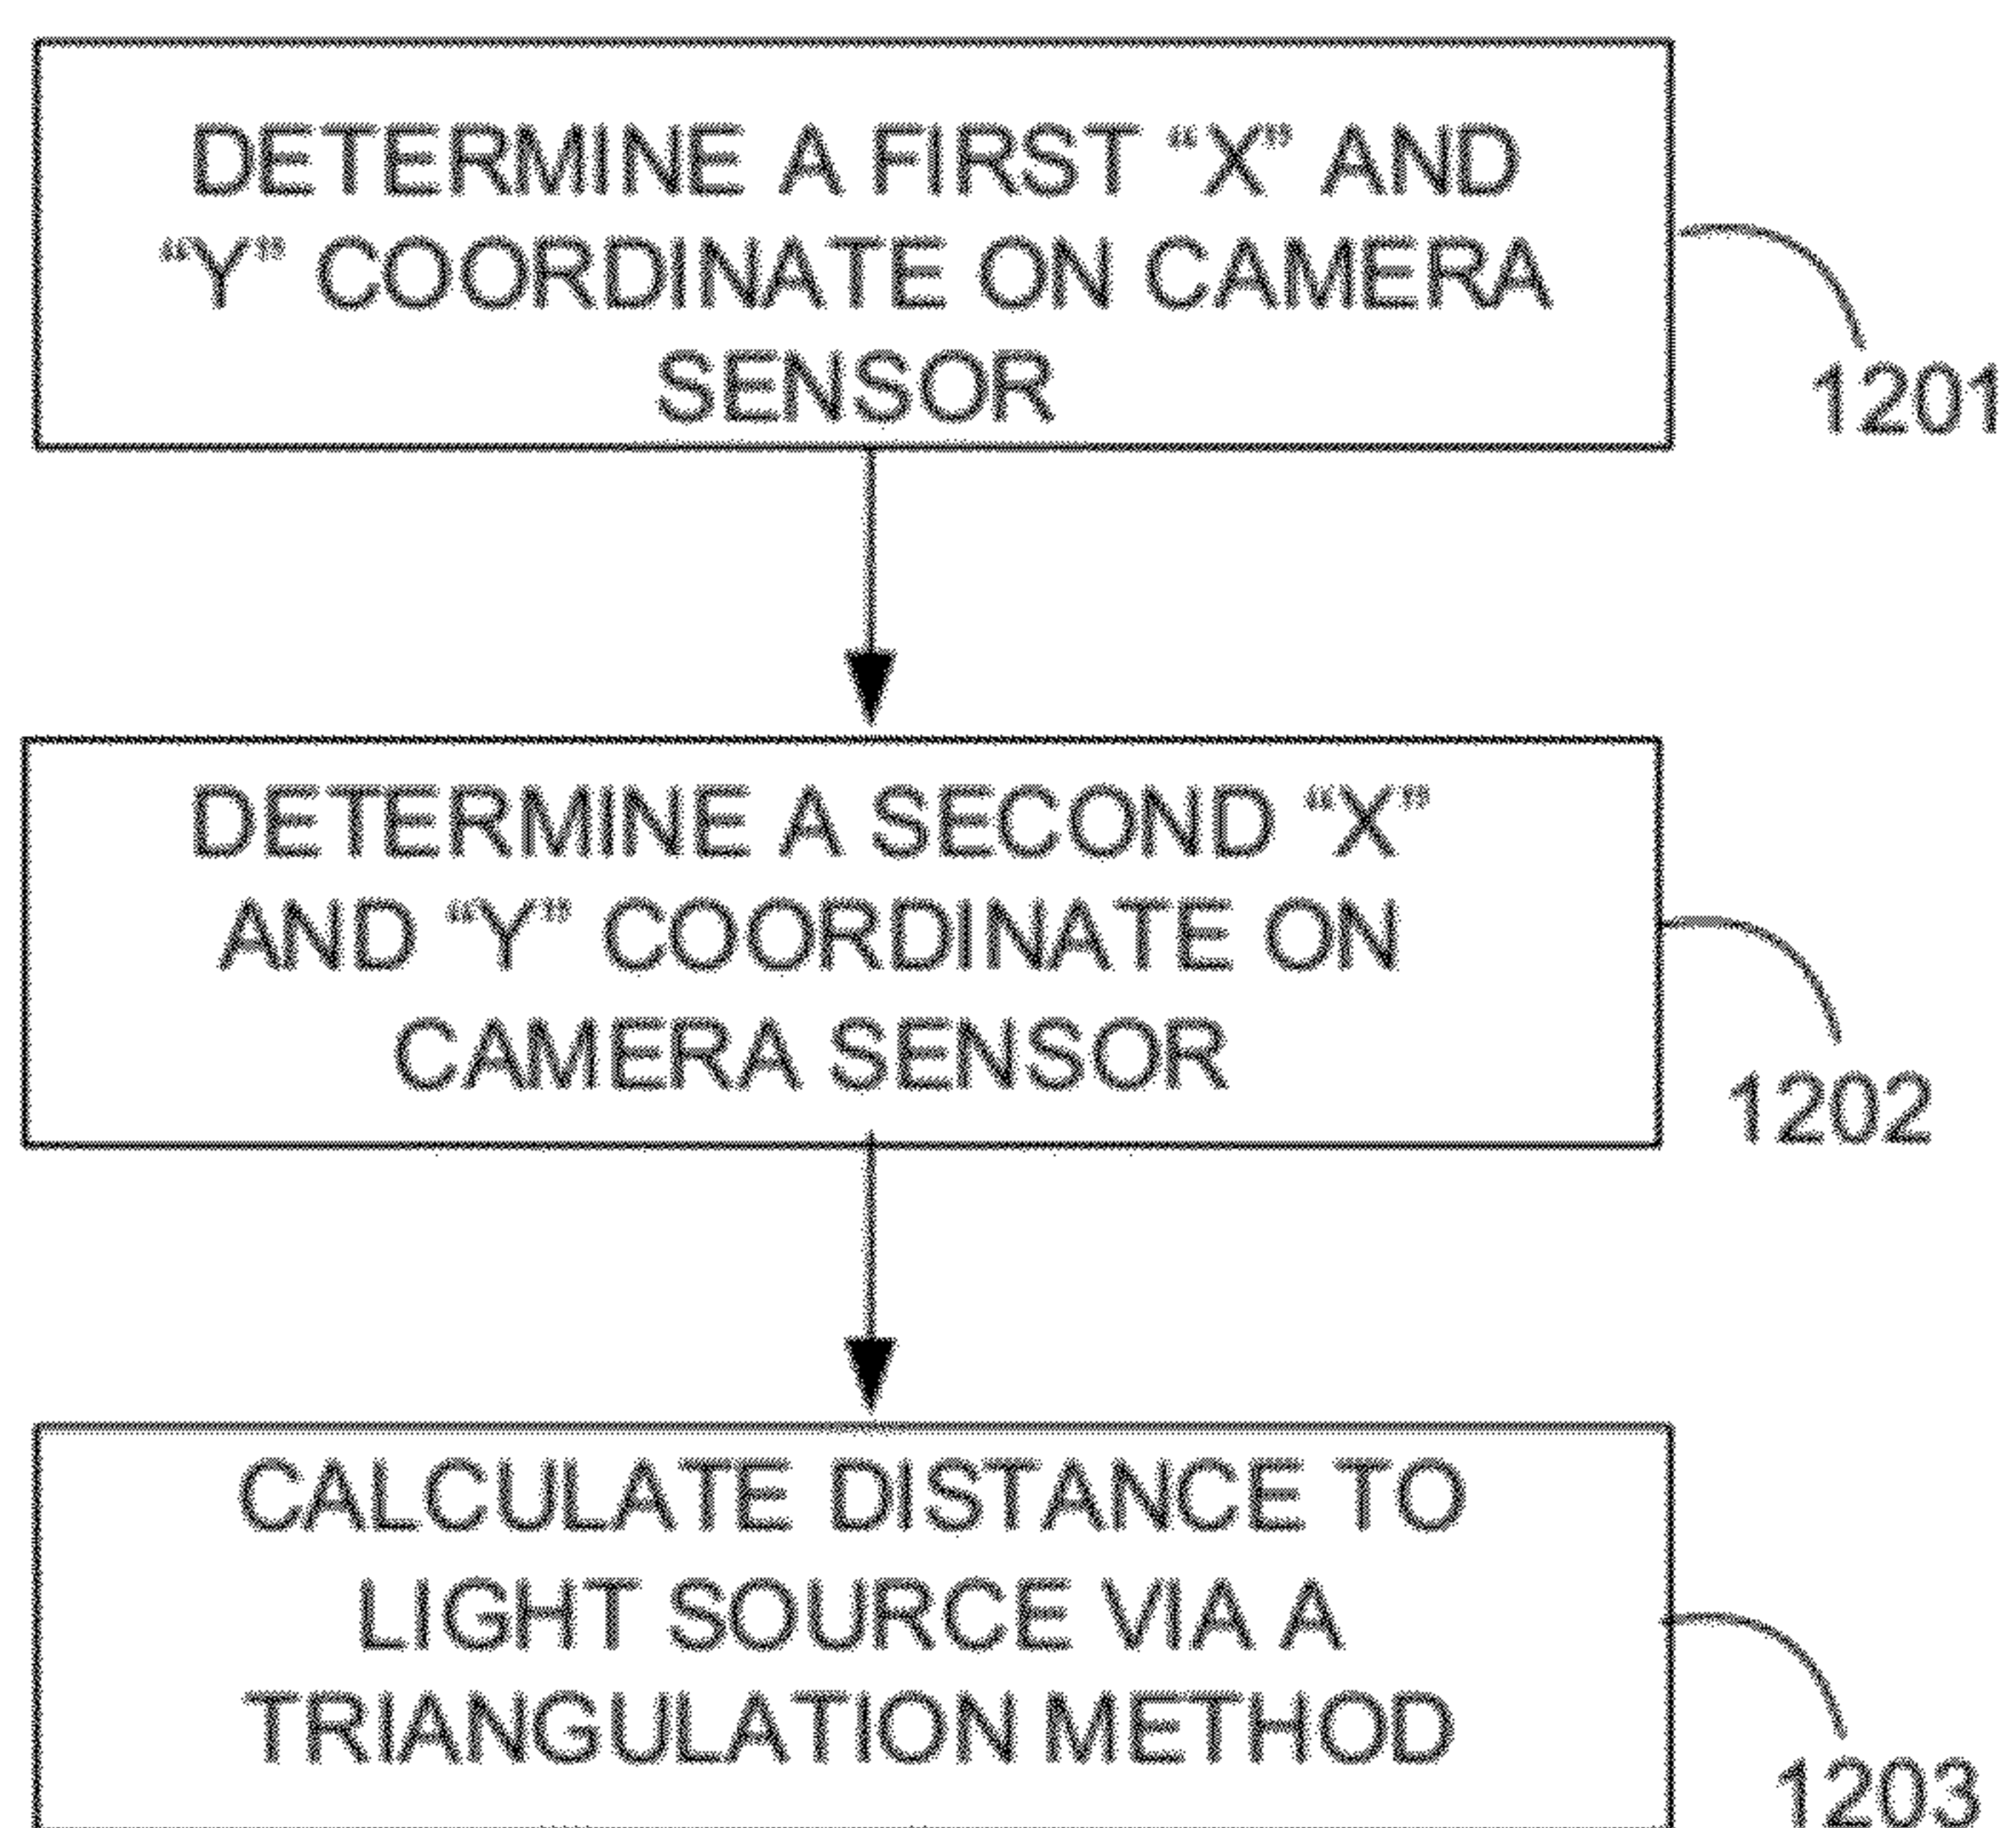 DETERMINE A FIRST “X” AND
“Y” COORDINATE ON CAMERA
SENSOR
1201
DETERMINE A SECOND “X”
AND “Y” COORDINATE ON
CAMERA SENSOR
1202
CALCULATE DISTANCE TO
LIGHT SOURCE VIA A
TRIANGULATION METHOD
1203